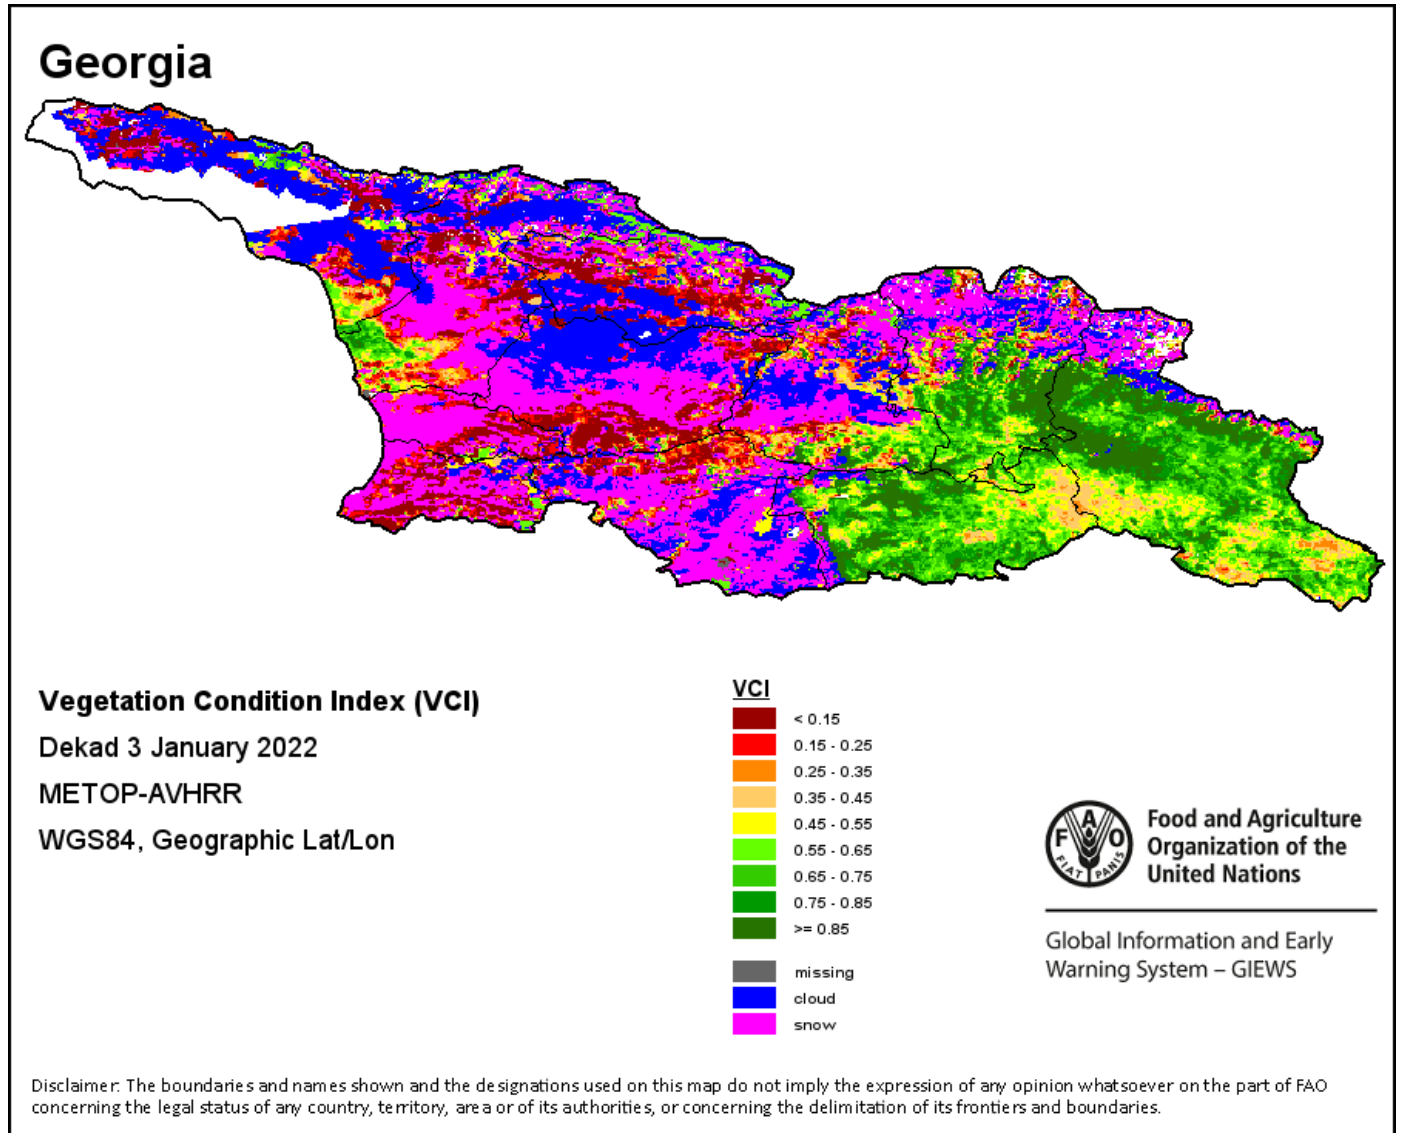 Georgia
Vegetation Condition Index (VCI)
Dekad 3 January 2022
METOP-AVHRR
WGS84, Geographic Lat/Lon
VCI
< 0.15
0.15 - 0.25
0.25 - 0.35
0.35 - 0.45
0.45 - 0.55
0.55 - 0.65
0.65 - 0.75
0.75 - 0.85
>= 0.85
missing
cloud
snow
F A O
FIAT PANIS
Food and Agriculture
Organization of the
United Nations
Global Information and Early
Warning System – GIEWS
Disclaimer: The boundaries and names shown and the designations used on this map do not imply the expression of any opinion whatsoever on the part of FAO
concerning the legal status of any country, territory, area or of its authorities, or concerning the delimitation of its frontiers and boundaries.